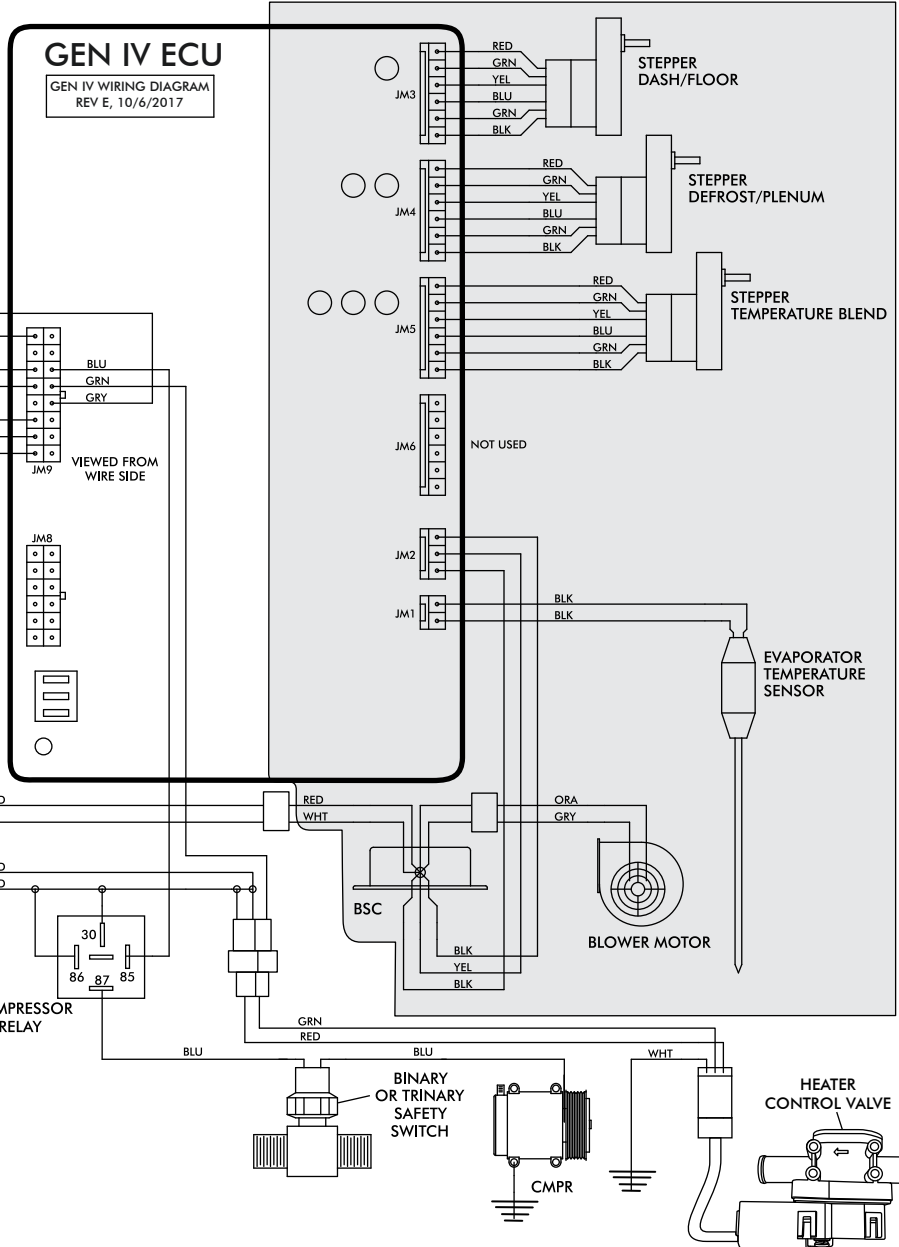 GEN IV ECU
GEN IV WIRING DIAGRAM
REV E, 10/6/2017
JM3
RED
GRN
YEL
BLU
GRN
BLK
STEPPER
DASH/FLOOR
JM4
RED
GRN
YEL
BLU
GRN
BLK
STEPPER
DEFROST/PLENUM
JM5
RED
GRN
YEL
BLU
GRN
BLK
STEPPER
TEMPERATURE BLEND
BLU
GRN
GRY
JM9
VIEWED FROM
WIRE SIDE
JM6
NOT USED
JM8
JM2
JM1
BLK
BLK
EVAPORATOR
TEMPERATURE
SENSOR
RED
WHT
ORA
GRY
BSC
BLOWER MOTOR
BLK
YEL
BLK
30
86
87
85
MPRESSOR
RELAY
GRN
RED
BLU
BLU
WHT
BINARY
OR TRINARY
SAFETY
SWITCH
CMPR
HEATER
CONTROL VALVE